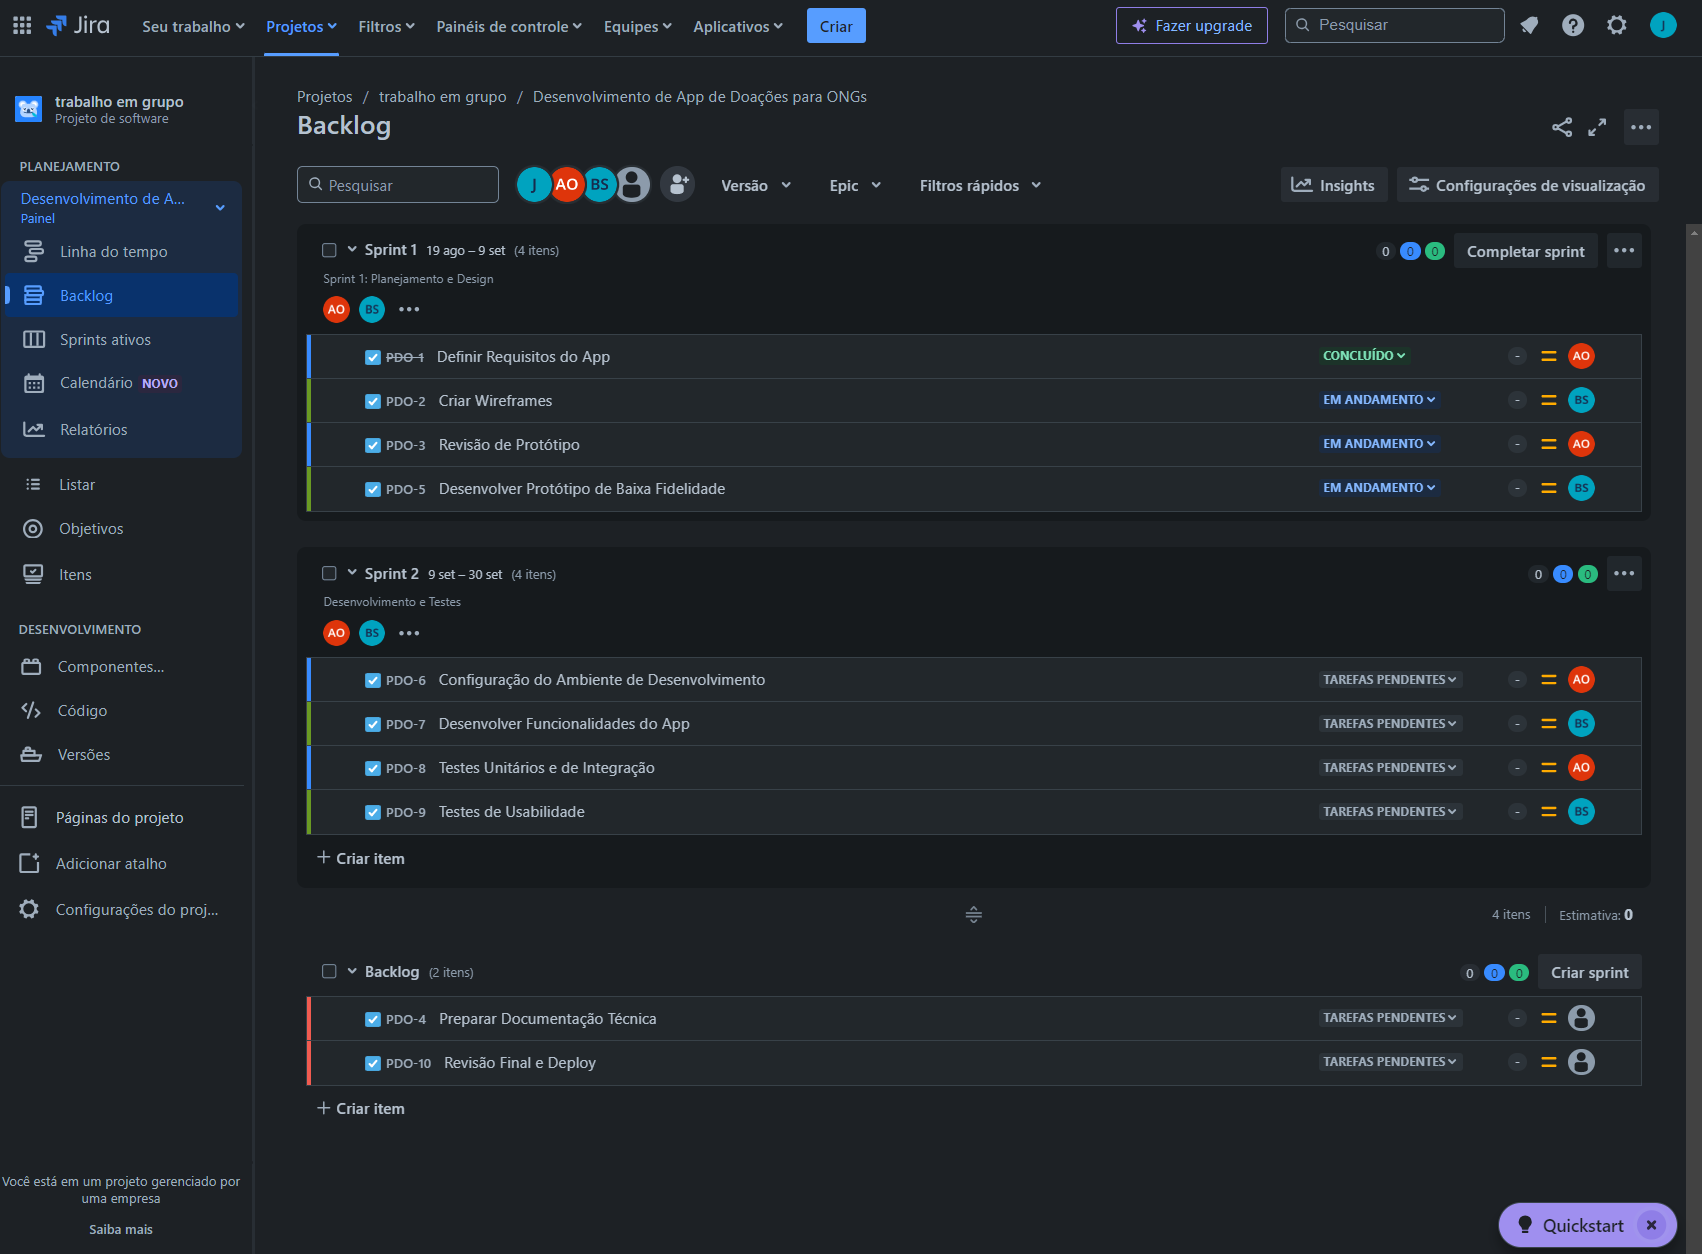 Jira Seu trabalho Projetos Filtros Painéis de controle Equipes Aplicativos Criar Fazer upgrade Pesquisar J
trabalho em grupo
Projeto de software
PLANEJAMENTO
Desenvolvimento de A...
Painel
Linha do tempo
Backlog
Sprints ativos
Calendário NOVO
Relatórios
Listar
Objetivos
Itens
DESENVOLVIMENTO
Componentes...
Código
Versões
Páginas do projeto
Adicionar atalho
Configurações do proj...
Você está em um projeto gerenciado por
uma empresa
Saiba mais
Projetos / trabalho em grupo / Desenvolvimento de App de Doações para ONGs
Backlog
Pesquisar J AO BS Versão Epic Filtros rápidos Insights Configurações de visualização
Sprint 1 19 ago – 9 set (4 itens) 0 0 0 Completar sprint
Sprint 1: Planejamento e Design
AO BS
PDO-1 Definir Requisitos do App CONCLUÍDO - AO
PDO-2 Criar Wireframes EM ANDAMENTO - BS
PDO-3 Revisão de Protótipo EM ANDAMENTO - AO
PDO-5 Desenvolver Protótipo de Baixa Fidelidade EM ANDAMENTO - BS
Sprint 2 9 set – 30 set (4 itens) 0 0 0
Desenvolvimento e Testes
AO BS
PDO-6 Configuração do Ambiente de Desenvolvimento TAREFAS PENDENTES - AO
PDO-7 Desenvolver Funcionalidades do App TAREFAS PENDENTES - BS
PDO-8 Testes Unitários e de Integração TAREFAS PENDENTES - AO
PDO-9 Testes de Usabilidade TAREFAS PENDENTES - BS
+ Criar item
4 itens Estimativa: 0
Backlog (2 itens) 0 0 0 Criar sprint
PDO-4 Preparar Documentação Técnica TAREFAS PENDENTES -
PDO-10 Revisão Final e Deploy TAREFAS PENDENTES -
+ Criar item
Quickstart